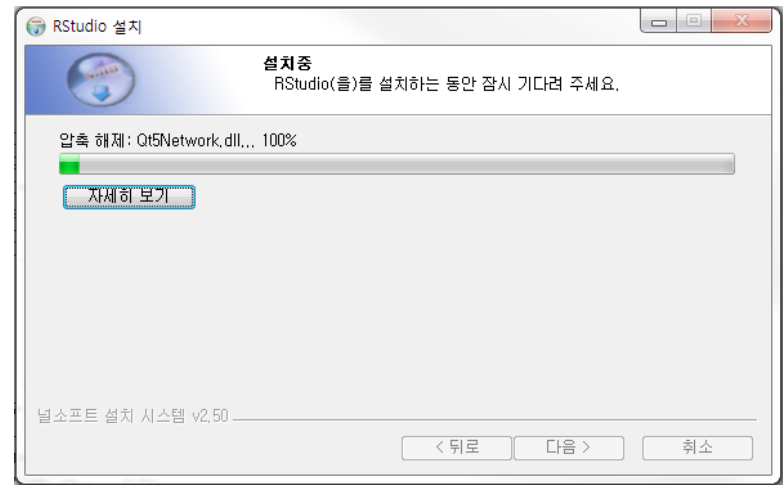 RStudio 설치
설치중
RStudio(을)를 설치하는 동안 잠시 기다려 주세요.
압축 해제: Qt5Network.dll... 100%
자세히 보기
널소프트 설치 시스템 v2.50
< 뒤로
다음 >
취소